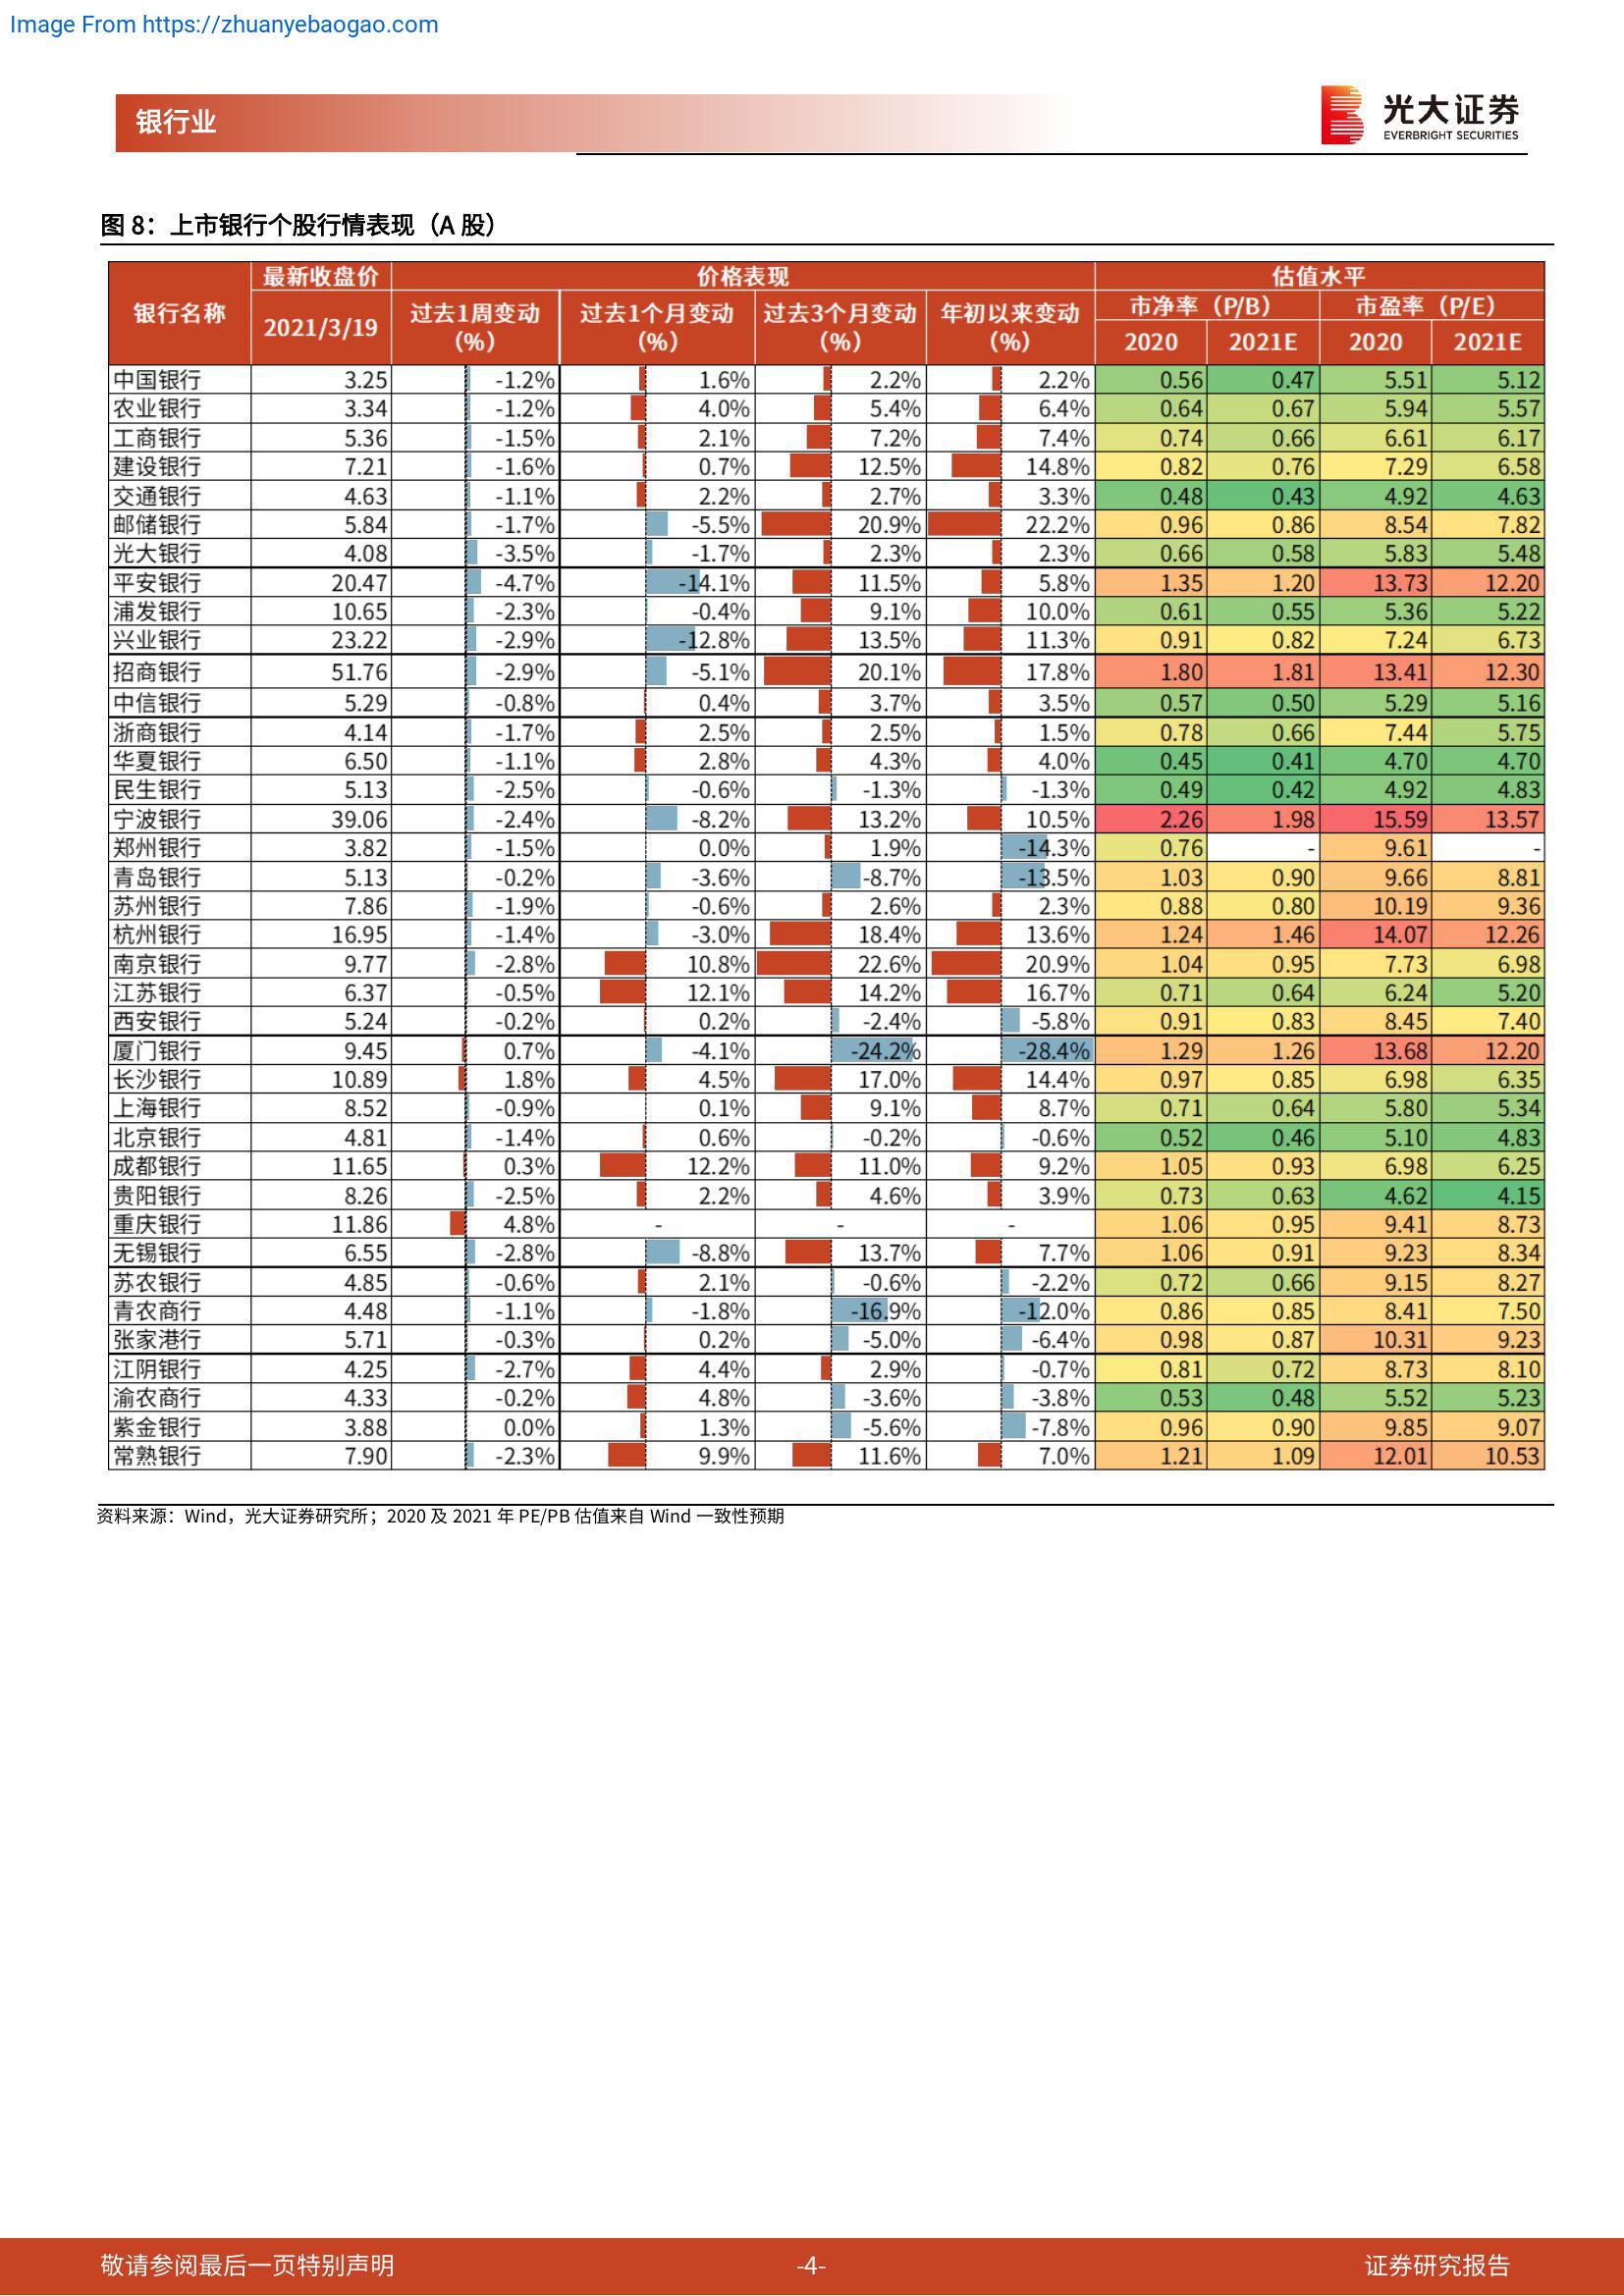 Image From https://zhuanyebaogao.com
银行业
光大证券
EVERBRIGHT SECURITIES
图 8：上市银行个股行情表现（A 股）
银行名称 最新收盘价 价格表现 估值水平
2021/3/19 过去1周变动（%） 过去1个月变动（%） 过去3个月变动（%） 年初以来变动（%） 市净率（P/B） 市盈率（P/E）
2020 2021E 2020 2021E
中国银行 3.25 -1.2% 1.6% 2.2% 2.2% 0.56 0.47 5.51 5.12
农业银行 3.34 -1.2% 4.0% 5.4% 6.4% 0.64 0.67 5.94 5.57
工商银行 5.36 -1.5% 2.1% 7.2% 7.4% 0.74 0.66 6.61 6.17
建设银行 7.21 -1.6% 0.7% 12.5% 14.8% 0.82 0.76 7.29 6.58
交通银行 4.63 -1.1% 2.2% 2.7% 3.3% 0.48 0.43 4.92 4.63
邮储银行 5.84 -1.7% -5.5% 20.9% 22.2% 0.96 0.86 8.54 7.82
光大银行 4.08 -3.5% -1.7% 2.3% 2.3% 0.66 0.58 5.83 5.48
平安银行 20.47 -4.7% -14.1% 11.5% 5.8% 1.35 1.20 13.73 12.20
浦发银行 10.65 -2.3% -0.4% 9.1% 10.0% 0.61 0.55 5.36 5.22
兴业银行 23.22 -2.9% -12.8% 13.5% 11.3% 0.91 0.82 7.24 6.73
招商银行 51.76 -2.9% -5.1% 20.1% 17.8% 1.80 1.81 13.41 12.30
中信银行 5.29 -0.8% 0.4% 3.7% 3.5% 0.57 0.50 5.29 5.16
浙商银行 4.14 -1.7% 2.5% 2.5% 1.5% 0.78 0.66 7.44 5.75
华夏银行 6.50 -1.1% 2.8% 4.3% 4.0% 0.45 0.41 4.70 4.70
民生银行 5.13 -2.5% -0.6% -1.3% -1.3% 0.49 0.42 4.92 4.83
宁波银行 39.06 -2.4% -8.2% 13.2% 10.5% 2.26 1.98 15.59 13.57
郑州银行 3.82 -1.5% 0.0% 1.9% -14.3% 0.76 - 9.61 -
青岛银行 5.13 -0.2% -3.6% -8.7% -13.5% 1.03 0.90 9.66 8.81
苏州银行 7.86 -1.9% -0.6% 2.6% 2.3% 0.88 0.80 10.19 9.36
杭州银行 16.95 -1.4% -3.0% 18.4% 13.6% 1.24 1.46 14.07 12.26
南京银行 9.77 -2.8% 10.8% 22.6% 20.9% 1.04 0.95 7.73 6.98
江苏银行 6.37 -0.5% 12.1% 14.2% 16.7% 0.71 0.64 6.24 5.20
西安银行 5.24 -0.2% 0.2% -2.4% -5.8% 0.91 0.83 8.45 7.40
厦门银行 9.45 0.7% -4.1% -24.2% -28.4% 1.29 1.26 13.68 12.20
长沙银行 10.89 1.8% 4.5% 17.0% 14.4% 0.97 0.85 6.98 6.35
上海银行 8.52 -0.9% 0.1% 9.1% 8.7% 0.71 0.64 5.80 5.34
北京银行 4.81 -1.4% 0.6% -0.2% -0.6% 0.52 0.46 5.10 4.83
成都银行 11.65 0.3% 12.2% 11.0% 9.2% 1.05 0.93 6.98 6.25
贵阳银行 8.26 -2.5% 2.2% 4.6% 3.9% 0.73 0.63 4.62 4.15
重庆银行 11.86 4.8% - - - 1.06 0.95 9.41 8.73
无锡银行 6.55 -2.8% -8.8% 13.7% 7.7% 1.06 0.91 9.23 8.34
苏农银行 4.85 -0.6% 2.1% -0.6% -2.2% 0.72 0.66 9.15 8.27
青农商行 4.48 -1.1% -1.8% -16.9% -12.0% 0.86 0.85 8.41 7.50
张家港行 5.71 -0.3% 0.2% -5.0% -6.4% 0.98 0.87 10.31 9.23
江阴银行 4.25 -2.7% 4.4% 2.9% -0.7% 0.81 0.72 8.73 8.10
渝农商行 4.33 -0.2% 4.8% -3.6% -3.8% 0.53 0.48 5.52 5.23
紫金银行 3.88 0.0% 1.3% -5.6% -7.8% 0.96 0.90 9.85 9.07
常熟银行 7.90 -2.3% 9.9% 11.6% 7.0% 1.21 1.09 12.01 10.53
资料来源：Wind，光大证券研究所；2020 及 2021 年 PE/PB 估值来自 Wind 一致性预期
敬请参阅最后一页特别声明 -4- 证券研究报告